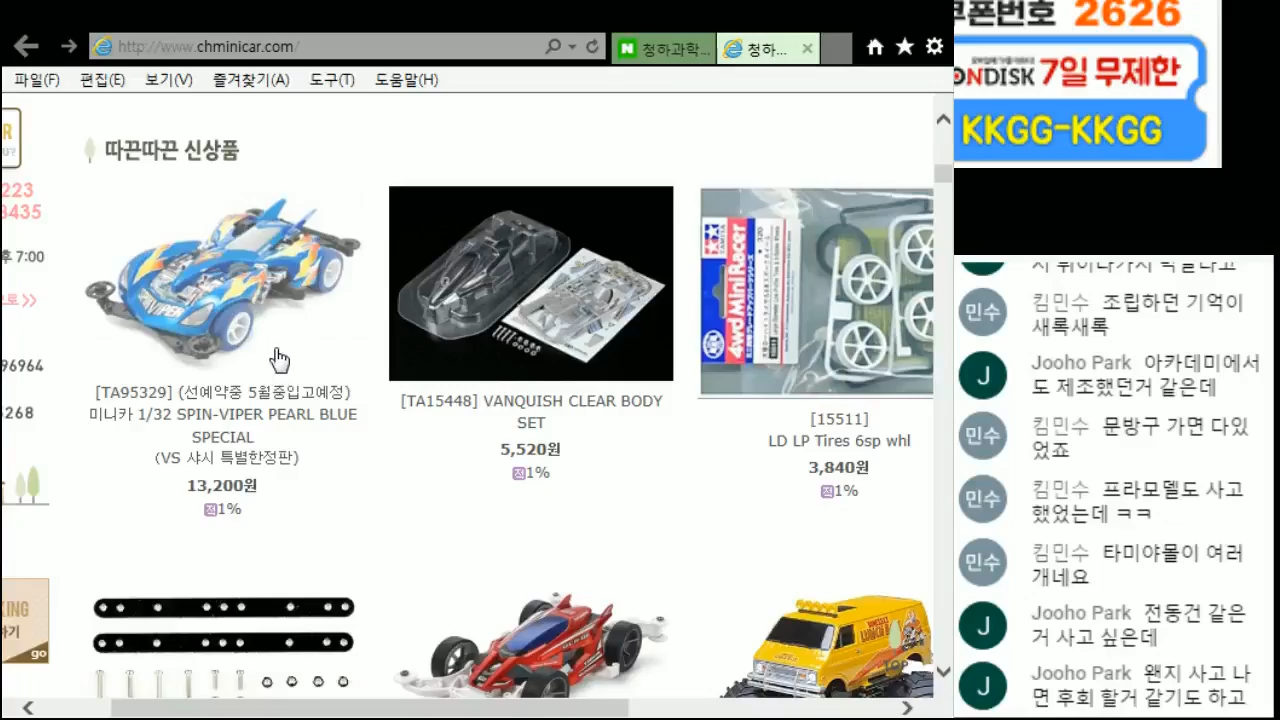 http://www.chminicar.com/
청하과학...
청하...
파일(F) 편집(E) 보기(V) 즐겨찾기(A) 도구(T) 도움말(H)
따끈따끈 신상품
223
3435
후 7:00
96964
268
[TA95329] (선예약중 5월중입고예정)
미니카 1/32 SPIN-VIPER PEARL BLUE
SPECIAL
(VS 샤시 특별한정판)
13,200원
적1%
[TA15448] VANQUISH CLEAR BODY
SET
5,520원
적1%
TAMIYA
4wd Mini Racer
[15511]
LD LP Tires 6sp whl
3,840원
적1%
KING
하기
go
TOP
쿠폰번호 2626
ONDISK 7일 무제한
KKGG-KKGG
킴민수 조립하던 기억이
새록새록
Jooho Park 아카데미에서
도 제조했던거 같은데
킴민수 문방구 가면 다있
었죠
킴민수 프라모델도 사고
했었는데 ㅋㅋ
킴민수 타미야몰이 여러
개네요
Jooho Park 전동건 같은
거 사고 싶은데
Jooho Park 왠지 사고 나
면 후회 할거 같기도 하고